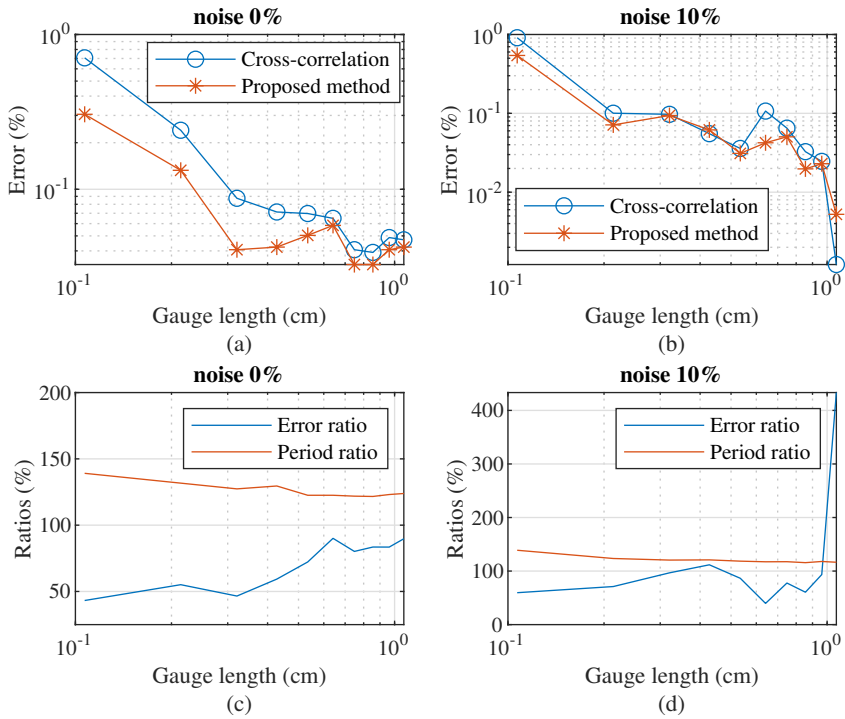 noise 0%
10^0
10^-1
Error (%)
Cross-correlation
Proposed method
10^-1
10^0
Gauge length (cm)
(a)
noise 10%
10^0
10^-1
10^-2
Error (%)
Cross-correlation
Proposed method
10^-1
10^0
Gauge length (cm)
(b)
noise 0%
200
150
100
50
Ratios (%)
Error ratio
Period ratio
10^-1
10^0
Gauge length (cm)
(c)
noise 10%
400
300
200
100
0
Ratios (%)
Error ratio
Period ratio
10^-1
10^0
Gauge length (cm)
(d)